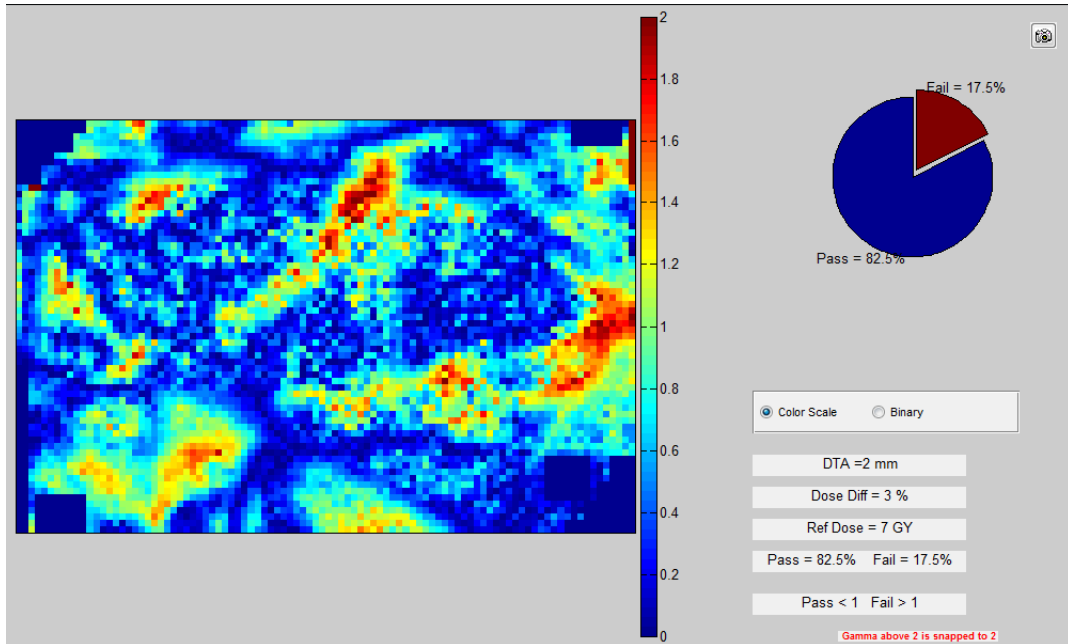 2
1.8
1.6
1.4
1.2
1
0.8
0.6
0.4
0.2
0
Fail = 17.5%
Pass = 82.5%
Color Scale Binary
DTA =2 mm
Dose Diff = 3 %
Ref Dose = 7 GY
Pass = 82.5% Fail = 17.5%
Pass < 1 Fail > 1
Gamma above 2 is snapped to 2